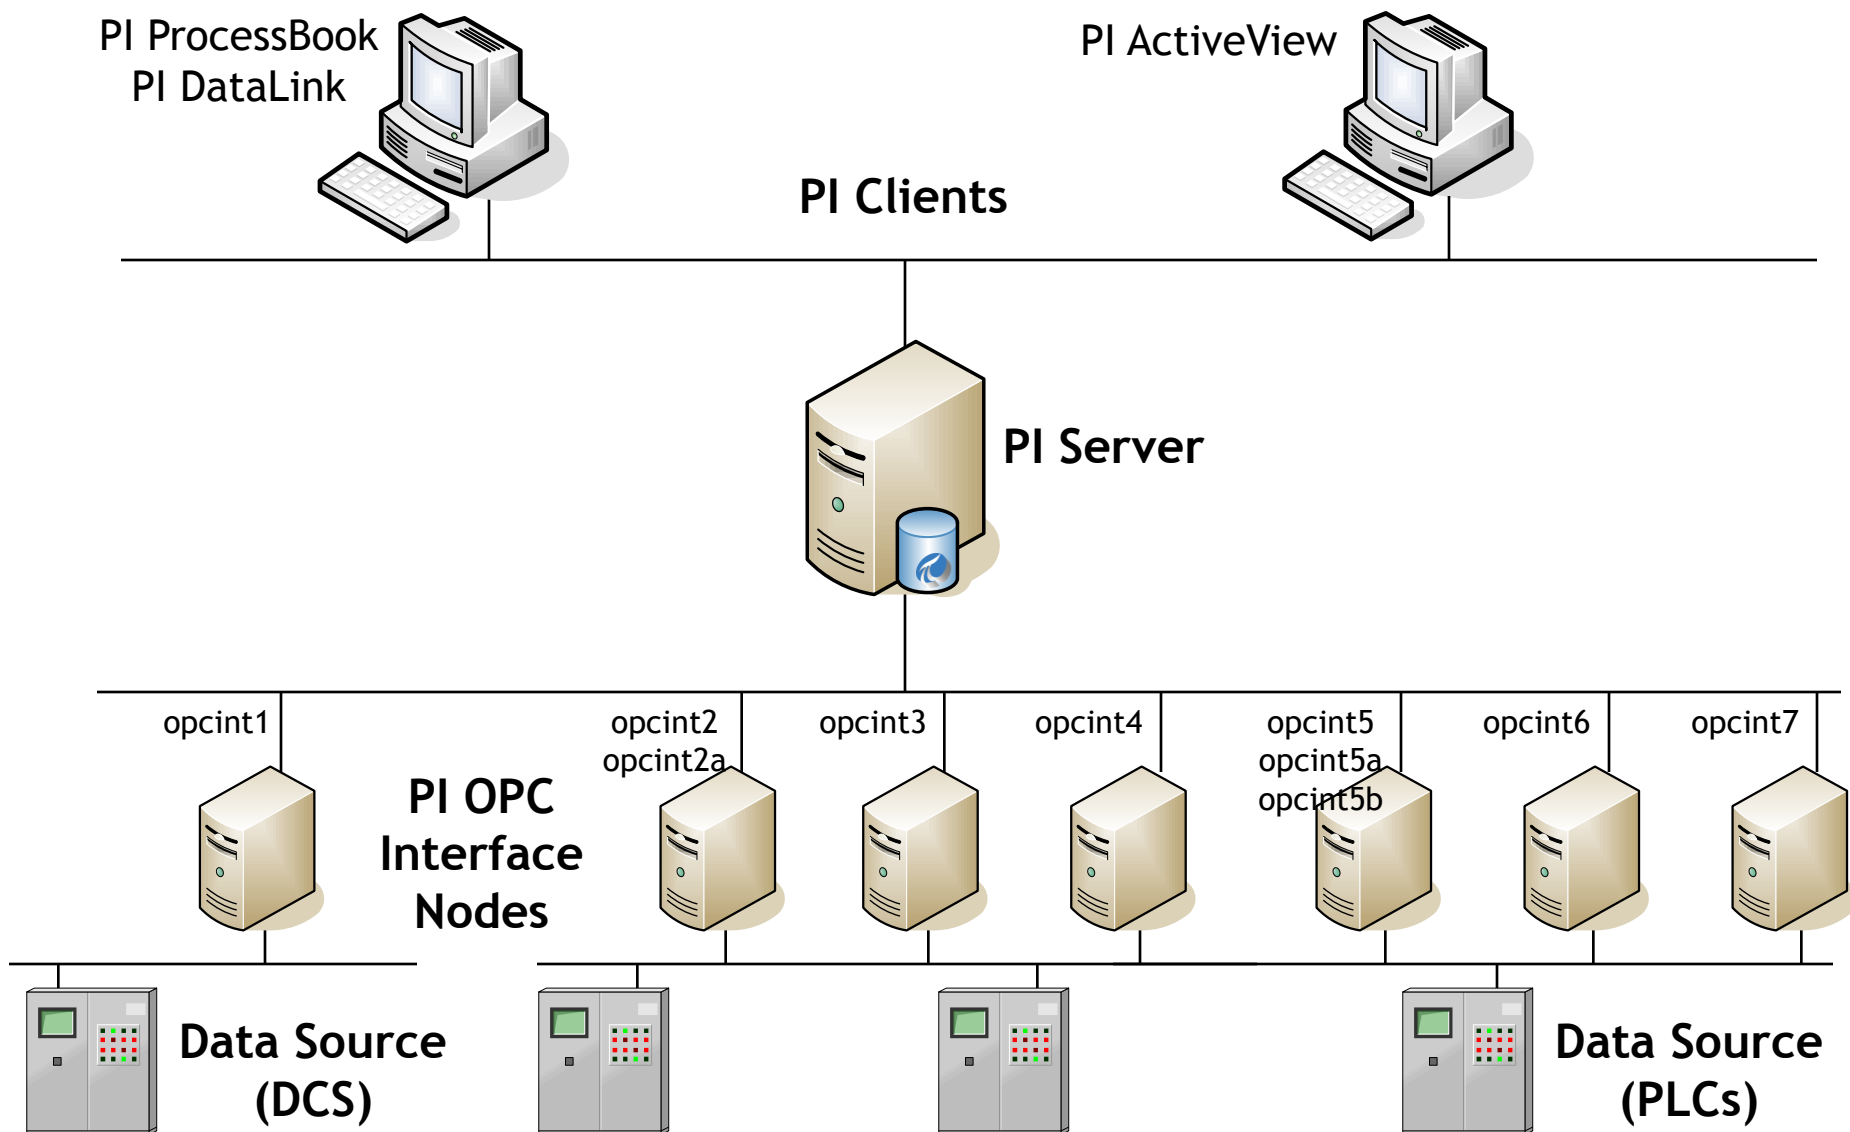 PI ProcessBook
PI DataLink
PI ActiveView
PI Clients
PI Server
opcint1
opcint2
opcint2a
opcint3
opcint4
opcint5
opcint5a
opcint5b
opcint6
opcint7
PI OPC
Interface
Nodes
Data Source
(DCS)
Data Source
(PLCs)